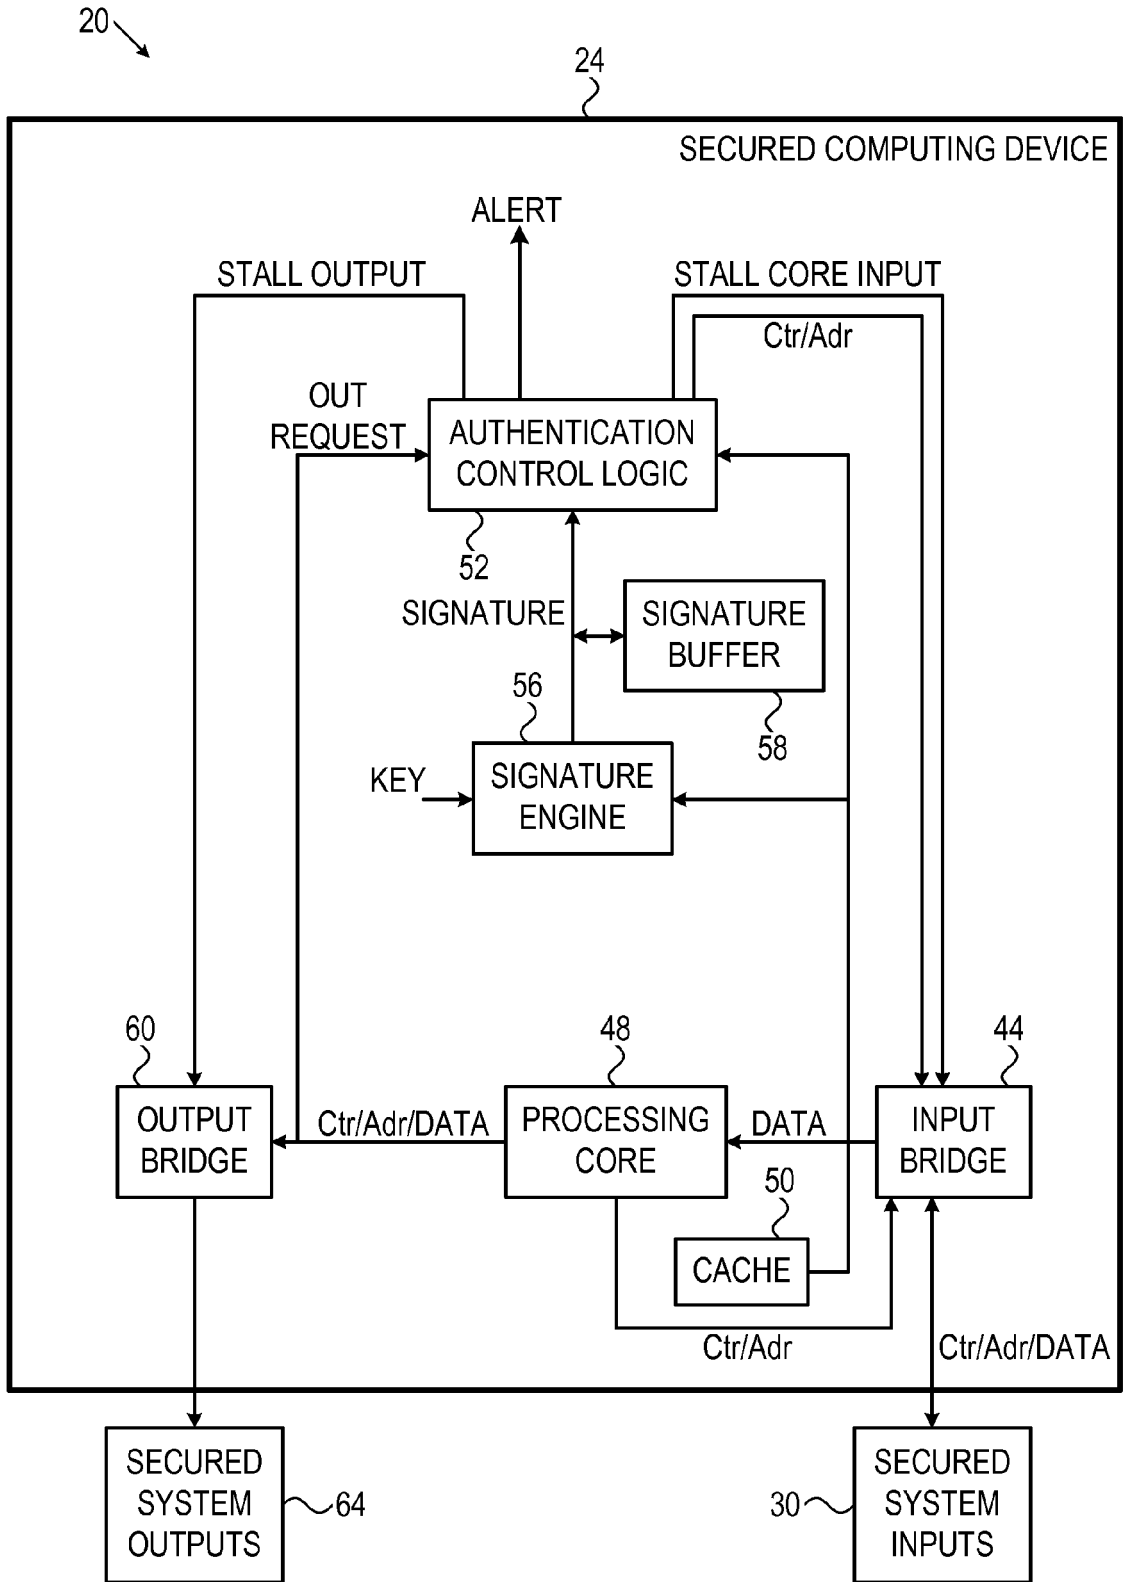 20
24
SECURED COMPUTING DEVICE
ALERT
STALL OUTPUT
STALL CORE INPUT
Ctr/Adr
OUT
REQUEST
AUTHENTICATION
CONTROL LOGIC
52
SIGNATURE
SIGNATURE
BUFFER
58
56
KEY
SIGNATURE
ENGINE
60
48
44
OUTPUT
BRIDGE
Ctr/Adr/DATA
PROCESSING
CORE
DATA
INPUT
BRIDGE
50
CACHE
Ctr/Adr
Ctr/Adr/DATA
SECURED
SYSTEM
OUTPUTS
64
30
SECURED
SYSTEM
INPUTS